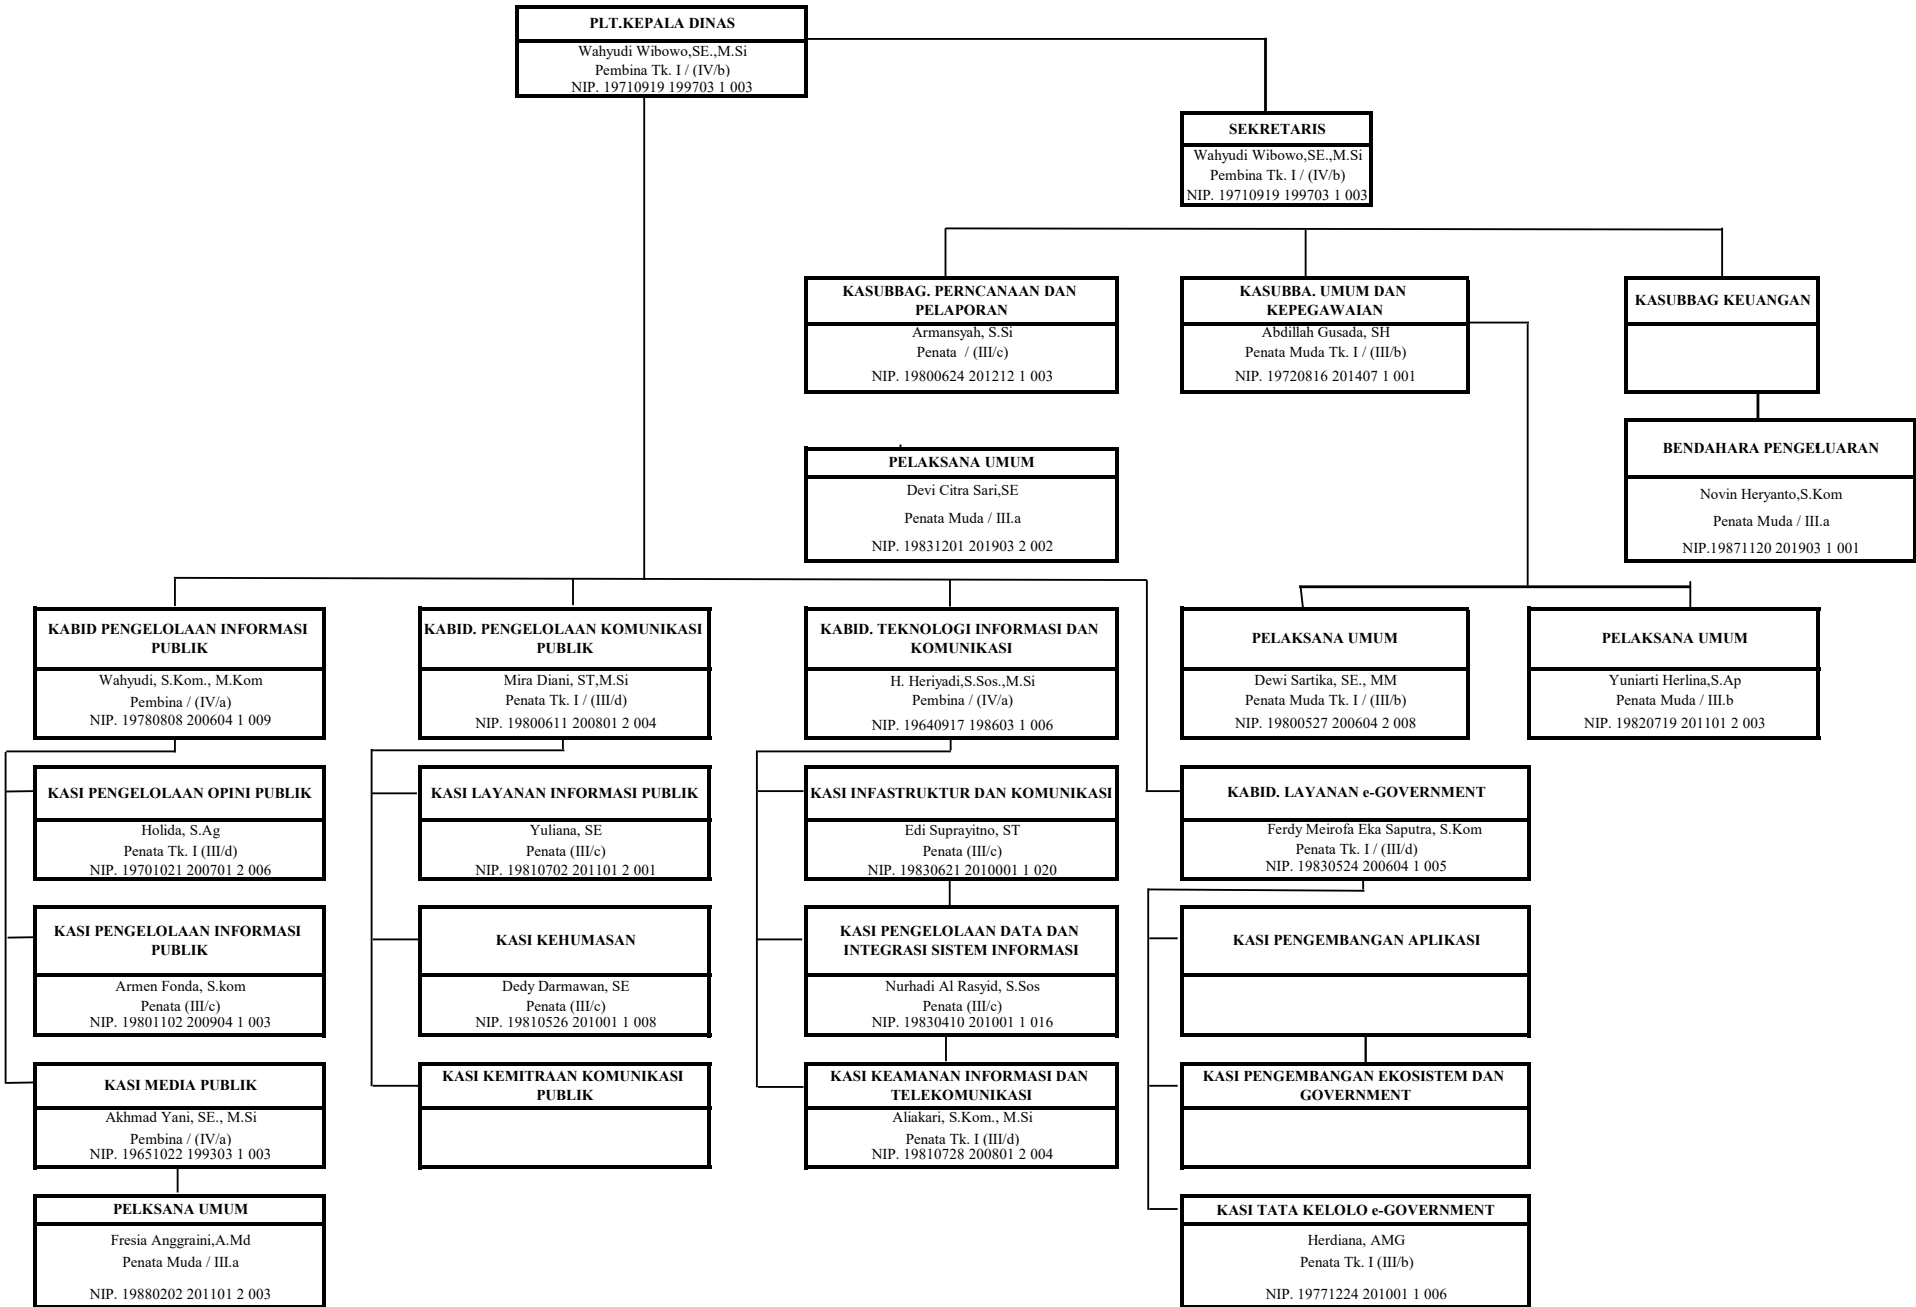 PLT.KEPALA DINAS
Wahyudi Wibowo,SE.,M.Si
Pembina Tk. I / (IV/b)
NIP. 19710919 199703 1 003
SEKRETARIS
Wahyudi Wibowo,SE.,M.Si
Pembina Tk. I / (IV/b)
NIP. 19710919 199703 1 003
KASUBBAG. PERNCANAAN DAN
PELAPORAN
Armansyah, S.Si
Penata / (III/c)
NIP. 19800624 201212 1 003
KASUBBA. UMUM DAN
KEPEGAWAIAN
Abdillah Gusada, SH
Penata Muda Tk. I / (III/b)
NIP. 19720816 201407 1 001
KASUBBAG KEUANGAN
PELAKSANA UMUM
Devi Citra Sari,SE
Penata Muda / III.a
NIP. 19831201 201903 2 002
BENDAHARA PENGELUARAN
Novin Heryanto,S.Kom
Penata Muda / III.a
NIP.19871120 201903 1 001
KABID PENGELOLAAN INFORMASI
PUBLIK
Wahyudi, S.Kom., M.Kom
Pembina / (IV/a)
NIP. 19780808 200604 1 009
KABID. PENGELOLAAN KOMUNIKASI
PUBLIK
Mira Diani, ST,M.Si
Penata Tk. I / (III/d)
NIP. 19800611 200801 2 004
KABID. TEKNOLOGI INFORMASI DAN
KOMUNIKASI
H. Heriyadi,S.Sos.,M.Si
Pembina / (IV/a)
NIP. 19640917 198603 1 006
PELAKSANA UMUM
Dewi Sartika, SE., MM
Penata Muda Tk. I / (III/b)
NIP. 19800527 200604 2 008
PELAKSANA UMUM
Yuniarti Herlina,S.Ap
Penata Muda / III.b
NIP. 19820719 201101 2 003
KASI PENGELOLAAN OPINI PUBLIK
Holida, S.Ag
Penata Tk. I (III/d)
NIP. 19701021 200701 2 006
KASI LAYANAN INFORMASI PUBLIK
Yuliana, SE
Penata (III/c)
NIP. 19810702 201101 2 001
KASI INFASTRUKTUR DAN KOMUNIKASI
Edi Suprayitno, ST
Penata (III/c)
NIP. 19830621 2010001 1 020
KABID. LAYANAN e-GOVERNMENT
Ferdy Meirofa Eka Saputra, S.Kom
Penata Tk. I / (III/d)
NIP. 19830524 200604 1 005
KASI PENGELOLAAN INFORMASI
PUBLIK
Armen Fonda, S.kom
Penata (III/c)
NIP. 19801102 200904 1 003
KASI KEHUMASAN
Dedy Darmawan, SE
Penata (III/c)
NIP. 19810526 201001 1 008
KASI PENGELOLAAN DATA DAN
INTEGRASI SISTEM INFORMASI
Nurhadi Al Rasyid, S.Sos
Penata (III/c)
NIP. 19830410 201001 1 016
KASI PENGEMBANGAN APLIKASI
KASI MEDIA PUBLIK
Akhmad Yani, SE., M.Si
Pembina / (IV/a)
NIP. 19651022 199303 1 003
KASI KEMITRAAN KOMUNIKASI
PUBLIK
KASI KEAMANAN INFORMASI DAN
TELEKOMUNIKASI
Aliakari, S.Kom., M.Si
Penata Tk. I (III/d)
NIP. 19810728 200801 2 004
KASI PENGEMBANGAN EKOSISTEM DAN
GOVERNMENT
PELKSANA UMUM
Fresia Anggraini,A.Md
Penata Muda / III.a
NIP. 19880202 201101 2 003
KASI TATA KELOLO e-GOVERNMENT
Herdiana, AMG
Penata Tk. I (III/b)
NIP. 19771224 201001 1 006